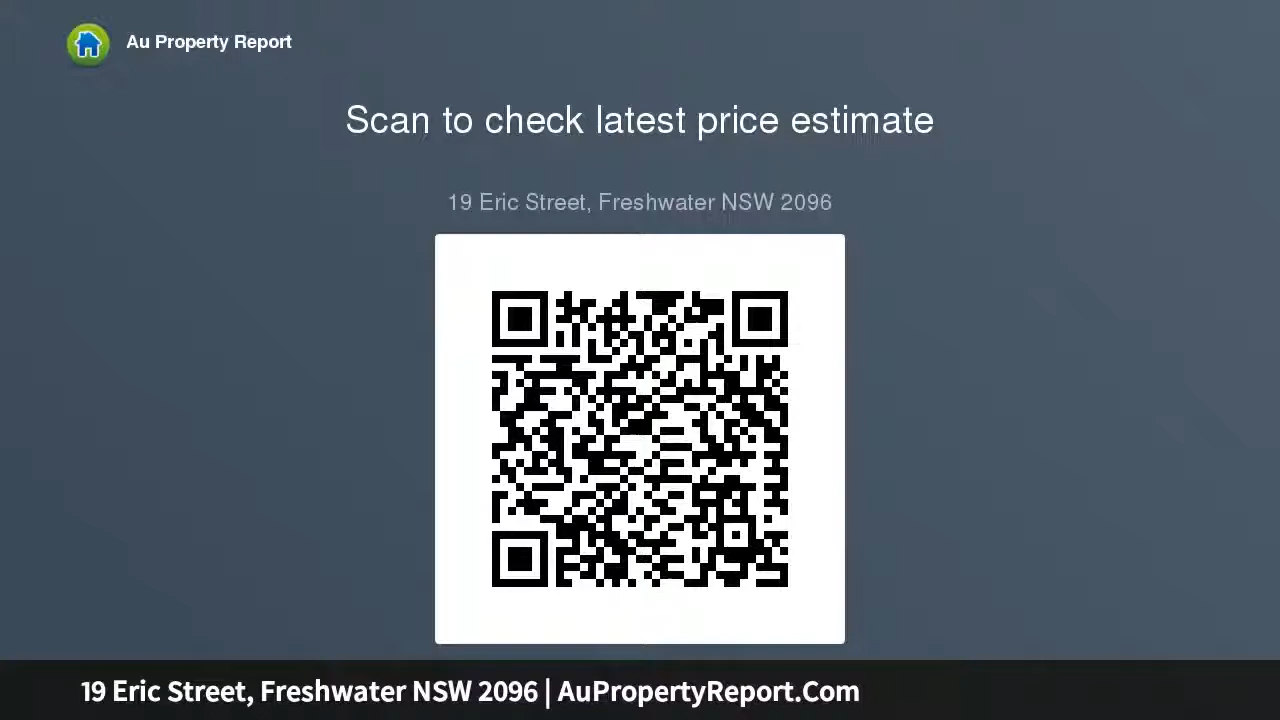 Au Property Report
Scan to check latest price estimate
19 Eric Street, Freshwater NSW 2096
19 Eric Street, Freshwater NSW 2096 | AuPropertyReport.Com